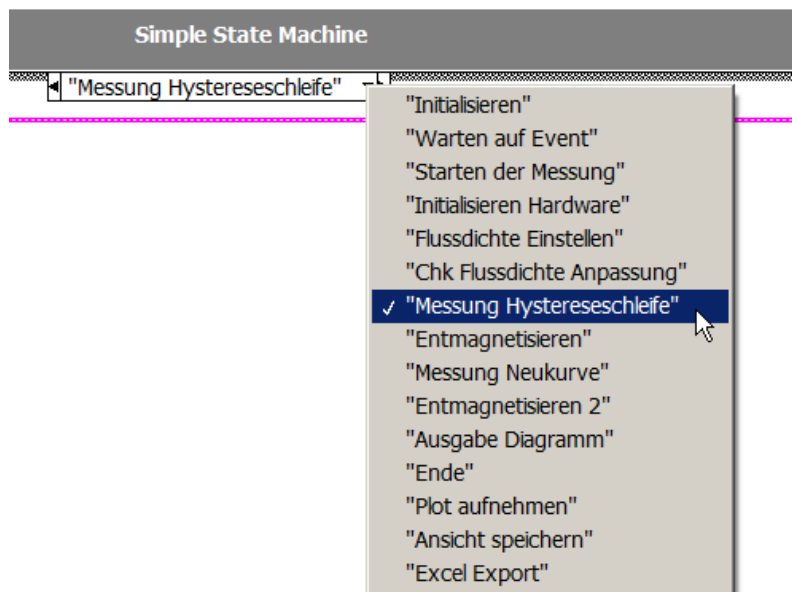 Simple State Machine
"Messung Hystereseschleife"
"Initialisieren"
"Warten auf Event"
"Starten der Messung"
"Initialisieren Hardware"
"Flussdichte Einstellen"
"Chk Flussdichte Anpassung"
✓ "Messung Hystereseschleife"
"Entmagnetisieren"
"Messung Neukurve"
"Entmagnetisieren 2"
"Ausgabe Diagramm"
"Ende"
"Plot aufnehmen"
"Ansicht speichern"
"Excel Export"